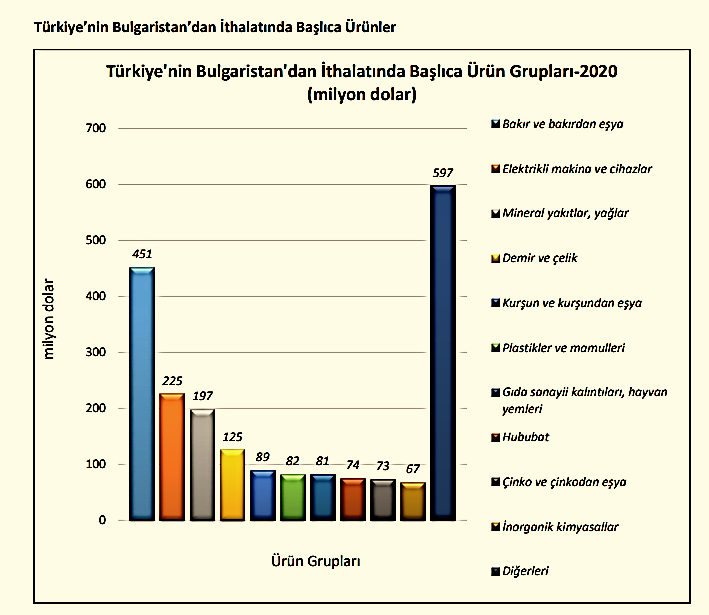 Türkiye’nin Bulgaristan’dan İthalatında Başlıca Ürünler
Türkiye'nin Bulgaristan'dan İthalatında Başlıca Ürün Grupları-2020
(milyon dolar)
milyon dolar
700
600
500
400
300
200
100
0
451
225
197
125
89
82
81
74
73
67
597
Ürün Grupları
Bakır ve bakırdan eşya
Elektrikli makina ve cihazlar
Mineral yakıtlar, yağlar
Demir ve çelik
Kurşun ve kurşundan eşya
Plastikler ve mamulleri
Gıda sanayii kalıntıları, hayvan
yemleri
Hububat
Çinko ve çinkodan eşya
İnorganik kimyasallar
Diğerleri